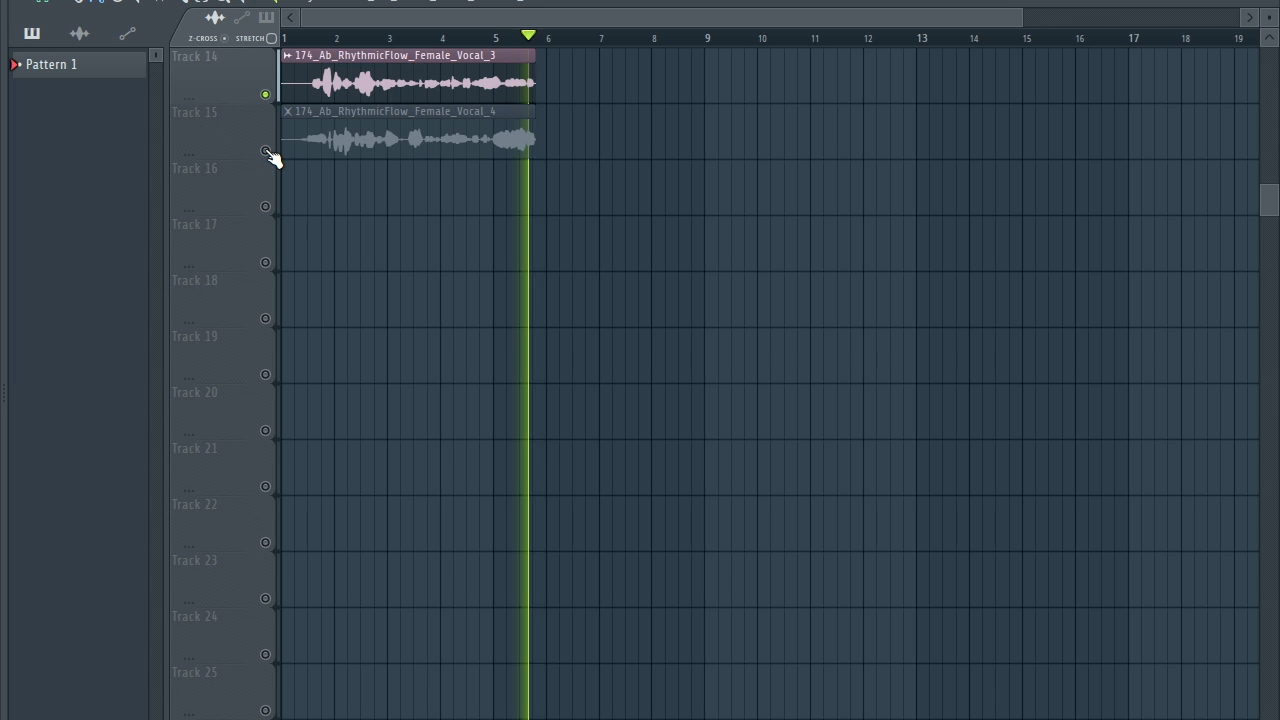 Z-CROSS STRETCH
1 2 3 4 5 6 7 8 9 10 11 12 13 14 15 16 17 18 19
Pattern 1
Track 14
174_Ab_RhythmicFlow_Female_Vocal_3
Track 15
174_Ab_RhythmicFlow_Female_Vocal_4
Track 16
Track 17
Track 18
Track 19
Track 20
Track 21
Track 22
Track 23
Track 24
Track 25